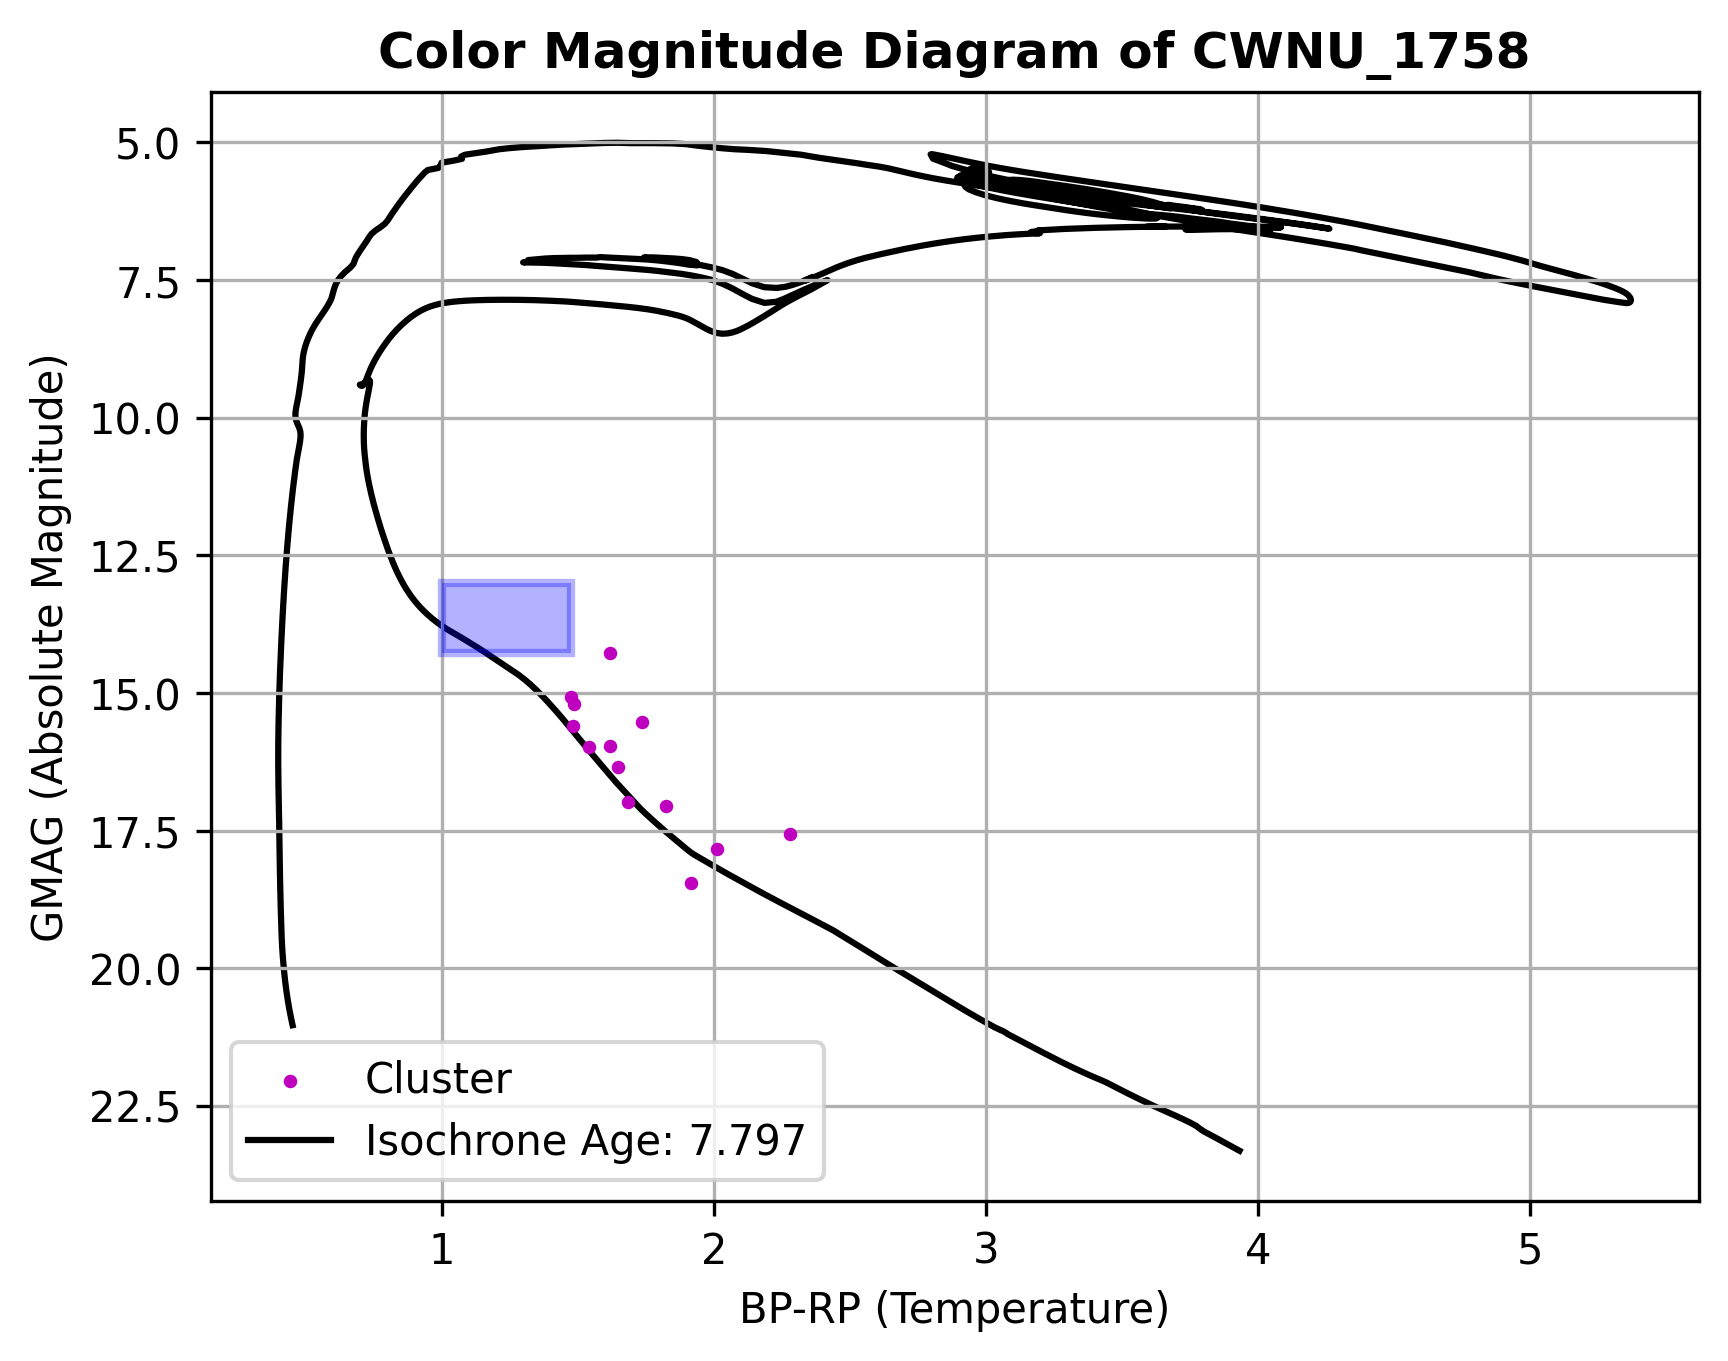 Color Magnitude Diagram of CWNU_1758
GMAG (Absolute Magnitude)
5.0
7.5
10.0
12.5
15.0
17.5
20.0
22.5
Cluster
Isochrone Age: 7.797
1 2 3 4 5
BP-RP (Temperature)